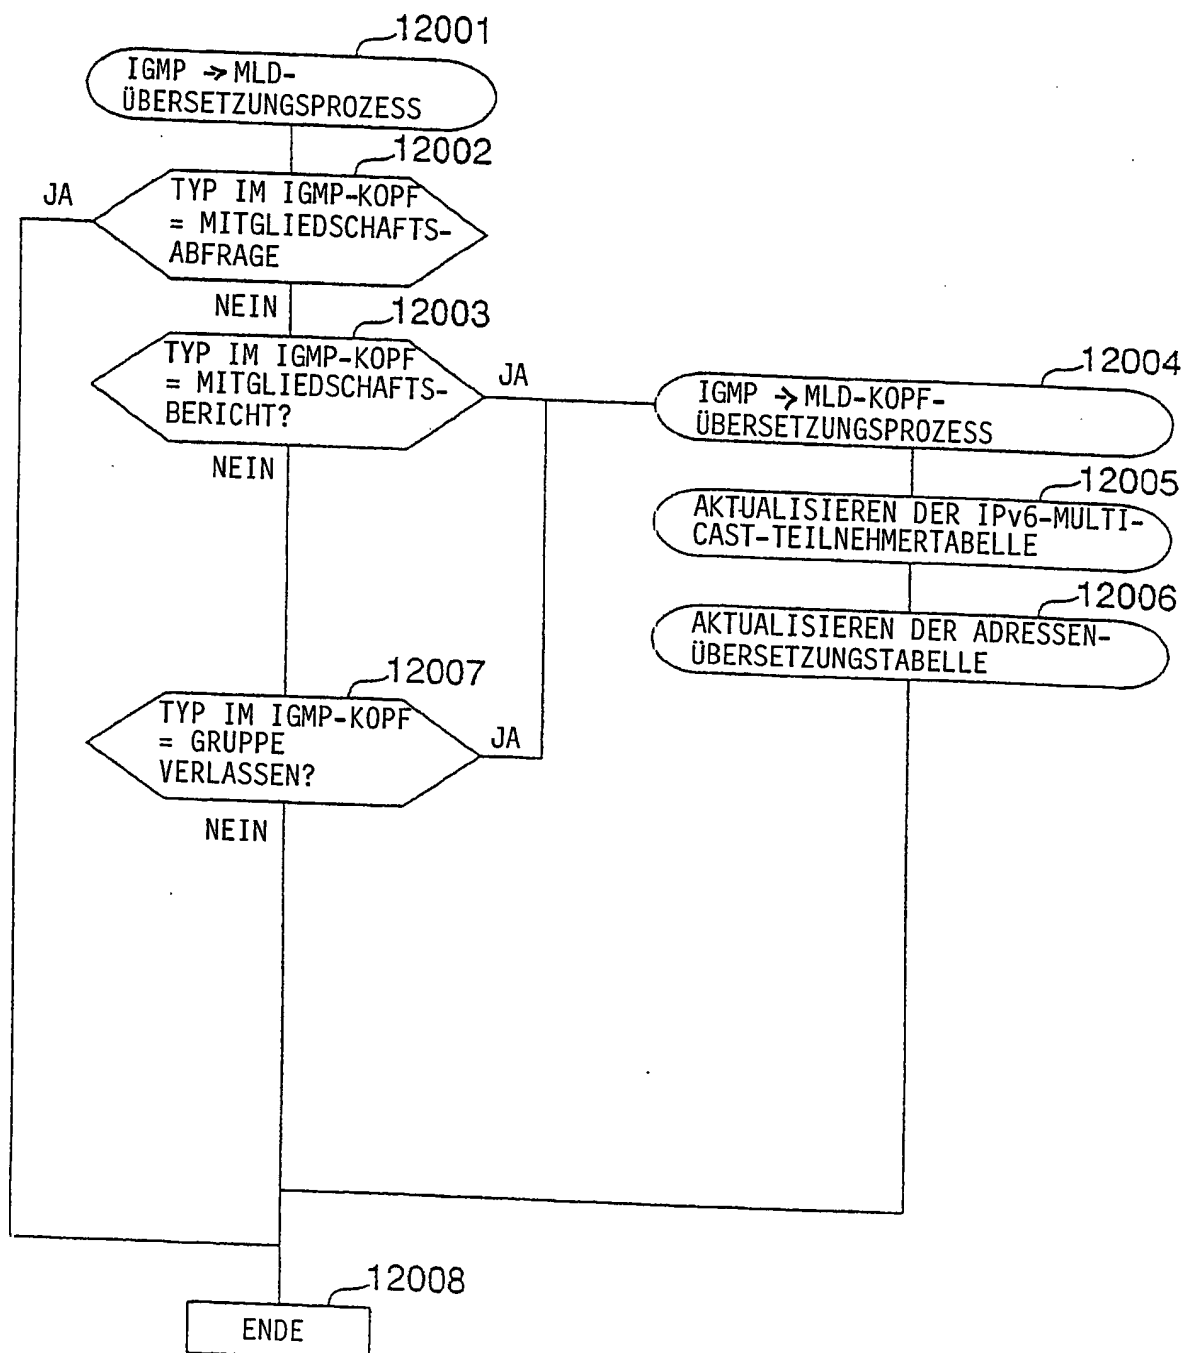 12001
IGMP → MLD-
ÜBERSETZUNGSPROZESS
12002
JA
TYP IM IGMP-KOPF
= MITGLIEDSCHAFTS-
ABFRAGE
NEIN
12003
TYP IM IGMP-KOPF
= MITGLIEDSCHAFTS-
BERICHT?
JA
NEIN
12004
IGMP → MLD-KOPF-
ÜBERSETZUNGSPROZESS
12005
AKTUALISIEREN DER IPv6-MULTI-
CAST-TEILNEHMERTABELLE
12006
AKTUALISIEREN DER ADRESSEN-
ÜBERSETZUNGSTABELLE
12007
TYP IM IGMP-KOPF
= GRUPPE
VERLASSEN?
JA
NEIN
12008
ENDE